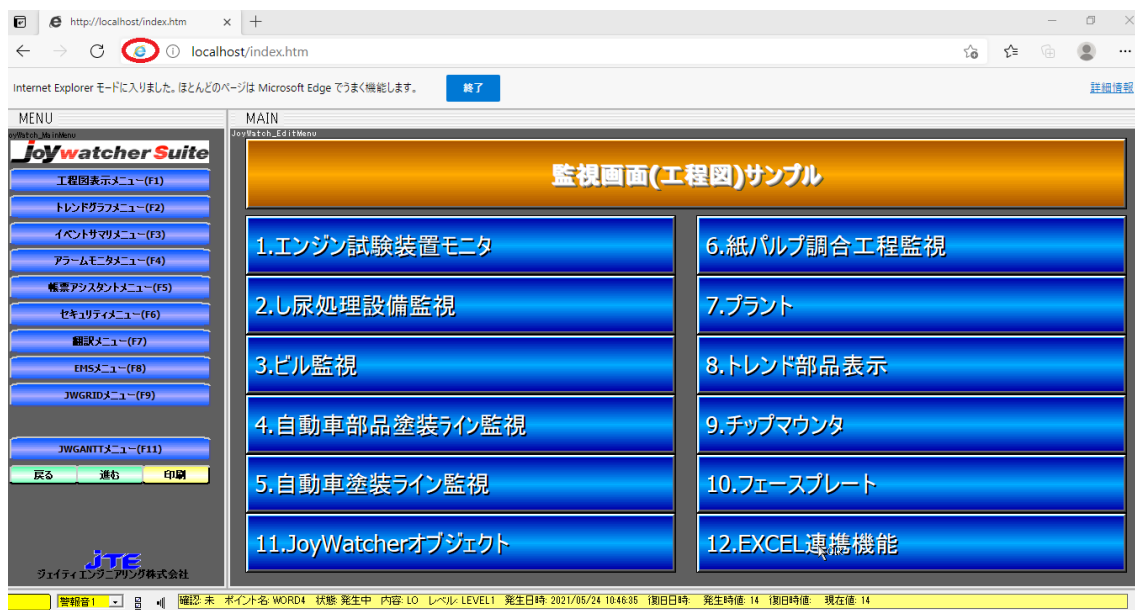 http://localhost/index.htm
localhost/index.htm
Internet Explorer モードに入りました。ほとんどのページは Microsoft Edge でうまく機能します。
終了
詳細情報
MENU
MAIN
JoyWatch_EditMenu
Joywatcher Suite
工程図表示メニュー(F1)
トレンドグラフメニュー(F2)
イベントサマリメニュー(F3)
アラームモニタメニュー(F4)
帳票アシスタントメニュー(F5)
セキュリティメニュー(F6)
翻訳メニュー(F7)
EMSメニュー(F8)
JWGRIDメニュー(F9)
JWGANTTメニュー(F11)
戻る 進む 印刷
JTE
ジェイティ エンジニアリング株式会社
監視画面(工程図)サンプル
1.エンジン試験装置モニタ
2.し尿処理設備監視
3.ビル監視
4.自動車部品塗装ライン監視
5.自動車塗装ライン監視
11.JoyWatcherオブジェクト
6.紙パルプ調合工程監視
7.プラント
8.トレンド部品表示
9.チップマウンタ
10.フェースプレート
12.EXCEL連携機能
警報音1
確認: 未 ポイント名: WORD4 状態: 発生中 内容: LO レベル: LEVEL1 発生日時: 2021/05/24 10:46:35 復旧日時: 発生時値: 14 復旧時値: 現在値: 14